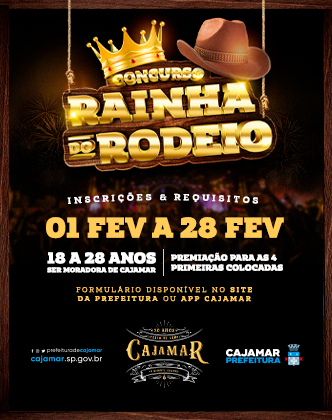 CONCURSO
RAINHA
DO RODEIO
INSCRIÇÕES & REQUISITOS
01 FEV A 28 FEV
18 A 28 ANOS
SER MORADORA DE CAJAMAR
PREMIAÇÃO PARA AS 4
PRIMEIRAS COLOCADAS
FORMULÁRIO DISPONÍVEL NO SITE
DA PREFEITURA OU APP CAJAMAR
prefeituradecajamar
cajamar.sp.gov.br
CAJAMAR
CAJAMAR
PREFEITURA